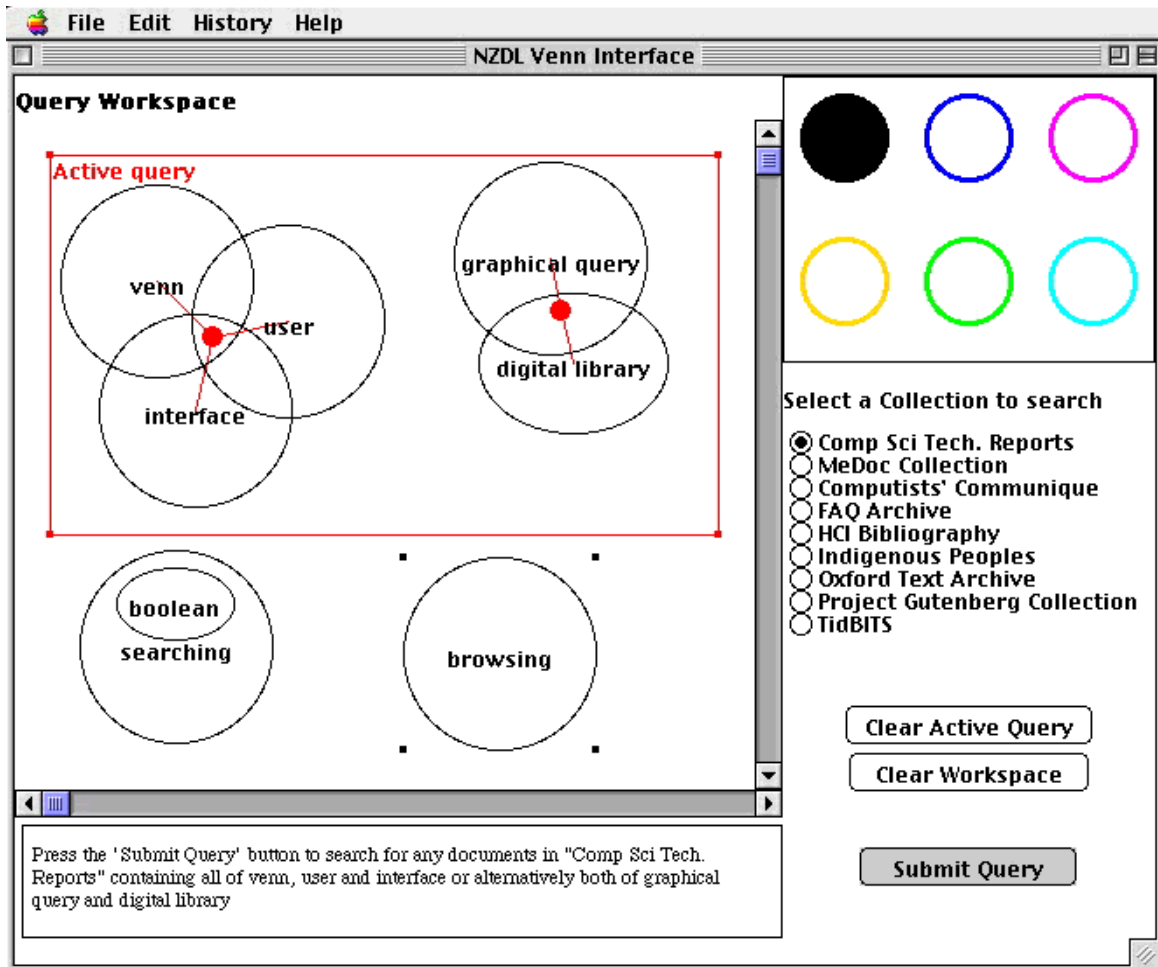 File Edit History Help
NZDL Venn Interface
Query Workspace
Active query
venn
user
interface
graphical query
digital library
boolean
searching
browsing
Select a Collection to search
Comp Sci Tech. Reports
MeDoc Collection
Computists' Communique
FAQ Archive
HCI Bibliography
Indigenous Peoples
Oxford Text Archive
Project Gutenberg Collection
TidBITS
Clear Active Query
Clear Workspace
Submit Query
Press the 'Submit Query' button to search for any documents in "Comp Sci Tech.
Reports" containing all of venn, user and interface or alternatively both of graphical
query and digital library